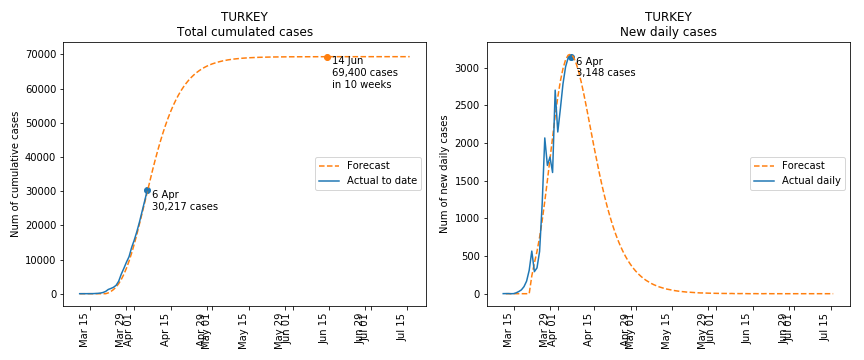 TURKEY
Total cumulated cases
Num of cumulative cases
70000
60000
50000
40000
30000
20000
10000
0
14 Jun
69,400 cases
in 10 weeks
6 Apr
30,217 cases
Forecast
Actual to date
Mar 15
Mar 29
Apr 01
Apr 15
Apr 29
May 01
May 15
May 29
Jun 01
Jun 15
Jun 29
Jul 01
Jul 15
TURKEY
New daily cases
Num of new daily cases
3000
2500
2000
1500
1000
500
0
6 Apr
3,148 cases
Forecast
Actual daily
Mar 15
Mar 29
Apr 01
Apr 15
Apr 29
May 01
May 15
May 29
Jun 01
Jun 15
Jun 29
Jul 01
Jul 15